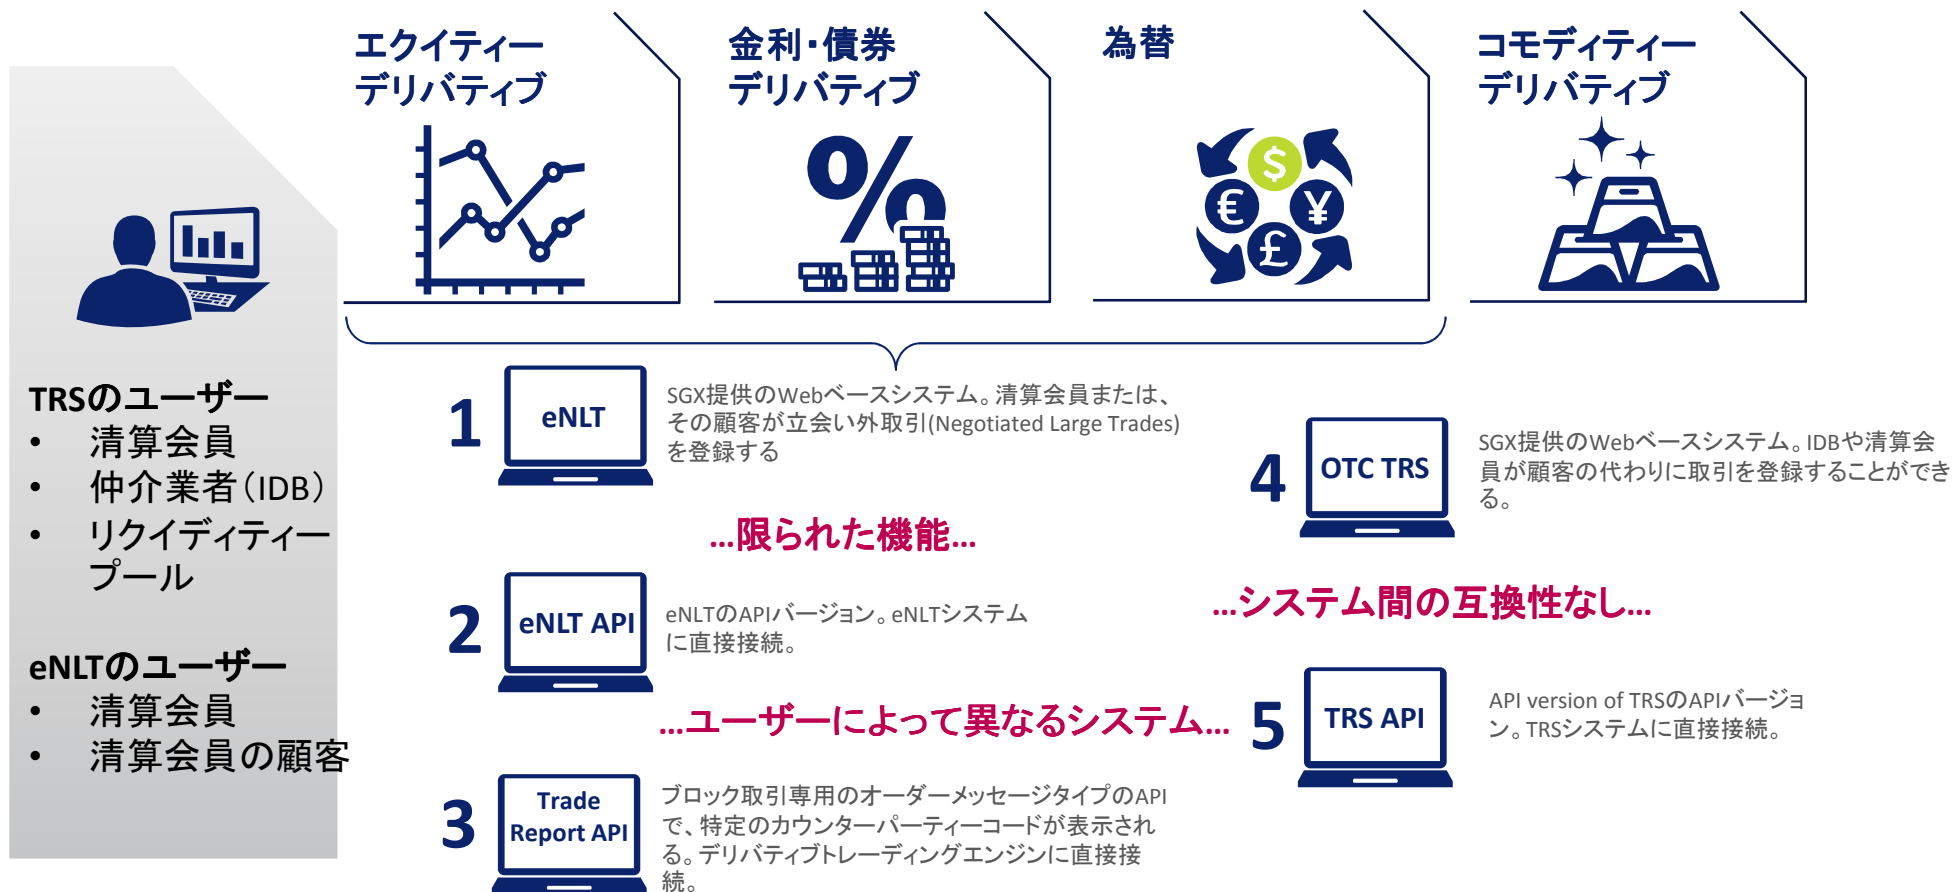 エクイティー
デリバティブ
金利・債券
デリバティブ
為替
コモディティー
デリバティブ
%
$
€
¥
£
TRSのユーザー
• 清算会員
• 仲介業者（IDB）
• リクイディティー
プール
eNLTのユーザー
• 清算会員
• 清算会員の顧客
1
eNLT
SGX提供のWebベースシステム。清算会員または、
その顧客が立会い外取引(Negotiated Large Trades)
を登録する
...限られた機能...
2
eNLT API
eNLTのAPIバージョン。eNLTシステム
に直接接続。
...ユーザーによって異なるシステム...
3
Trade
Report API
ブロック取引専用のオーダーメッセージタイプのAPI
で、特定のカウンターパーティーコードが表示され
る。デリバティブトレーディングエンジンに直接接
続。
4
OTC TRS
SGX提供のWebベースシステム。IDBや清算会
員が顧客の代わりに取引を登録することができ
る。
...システム間の互換性なし...
5
TRS API
API version of TRSのAPIバージョ
ン。TRSシステムに直接接続。